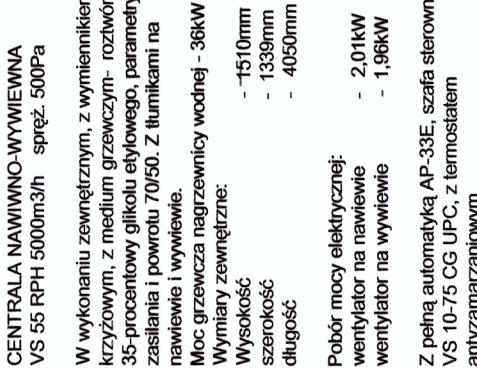 CENTRALA NAWIWNO-WYWIEWNA
VS 55 RPH 5000m3/h spręż. 500Pa
W wykonaniu zewnętrznym, z wymiennikiem
krzyżowym, z medium grzewczym- roztwór
35-procentowy glikolu etylowego, parametry
zasilania i powrotu 70/50. Z tłumikami na
nawiewie i wywiewie.
Moc grzewcza nagrzewnicy wodnej - 36kW
Wymiary zewnętrzne:
Wysokość - 1510mm
szerokość - 1339mm
długość - 4050mm
Pobór mocy elektrycznej:
wentylator na nawiewie - 2,01kW
wentylator na wywiewie - 1,96kW
Z pełną automatyką AP-33E, szafa sterown
VS 10-75 CG UPC, z termostatem
antyzamarzaniowym